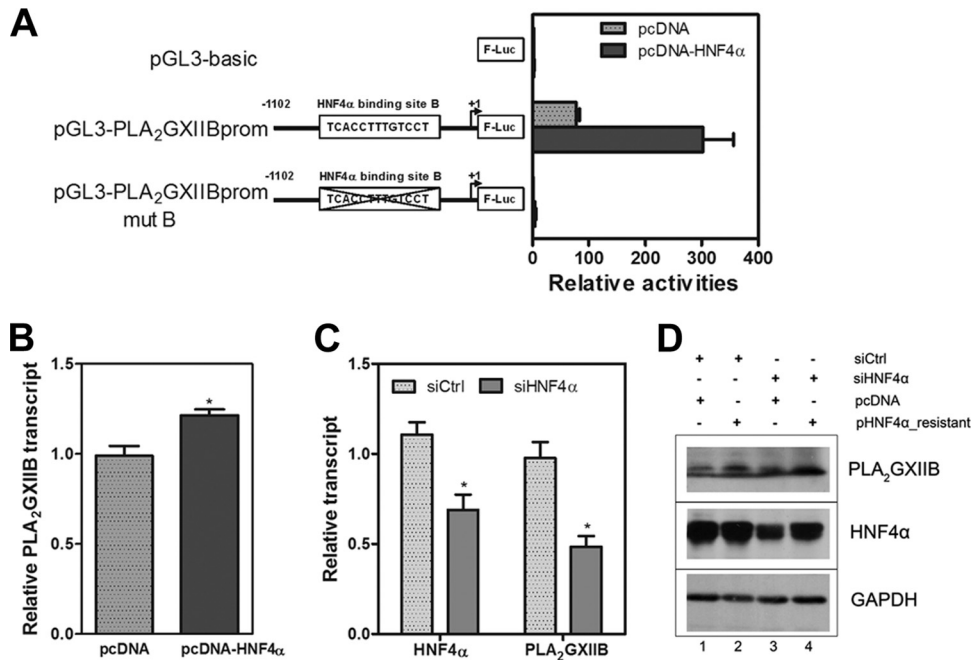 A
pcDNA
pcDNA-HNF4α
pGL3-basic
F-Luc
-1102
HNF4α binding site B
+1
pGL3-PLA₂GXIIBprom
TCACCTTTGTCCT
F-Luc
-1102
HNF4α binding site B
+1
pGL3-PLA₂GXIIBprom
mut B
TCACCTTTGTCCT
F-Luc
0 100 200 300 400
Relative activities
B
Relative PLA₂GXIIB transcript
1.5
1.0
0.5
0.0
*
pcDNA pcDNA-HNF4α
C
Relative transcript
1.5
1.0
0.5
0.0
siCtrl siHNF4α
*
*
HNF4α PLA₂GXIIB
D
+ + - - siCtrl
- - + + siHNF4α
+ - + - pcDNA
- + - + pHNF4α_resistant
PLA₂GXIIB
HNF4α
GAPDH
1 2 3 4